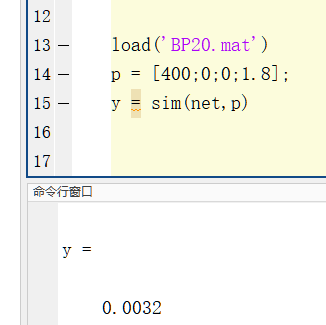 12
13 — load('BP20.mat')
14 — p = [400;0;0;1.8];
15 — y = sim(net,p)
16
17
命令行窗口
y =
0.0032